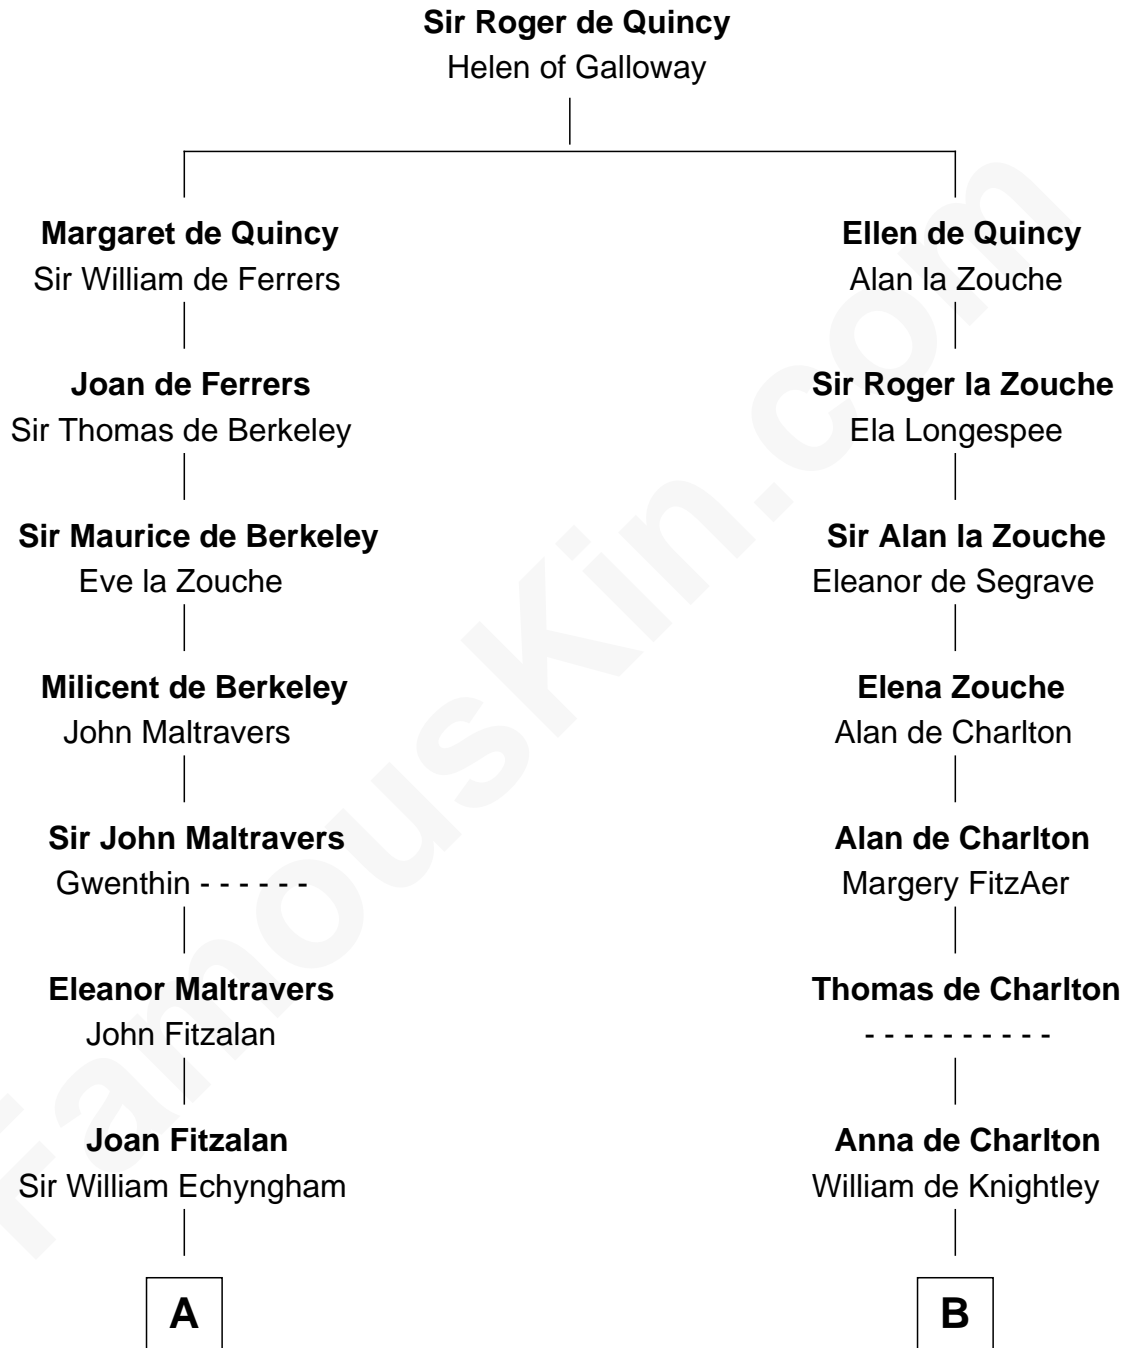 Sir Roger de Quincy
Helen of Galloway
Margaret de Quincy
Sir William de Ferrers
Ellen de Quincy
Alan la Zouche
Joan de Ferrers
Sir Thomas de Berkeley
Sir Roger la Zouche
Ela Longespee
Sir Maurice de Berkeley
Eve la Zouche
Sir Alan la Zouche
Eleanor de Segrave
Milicent de Berkeley
John Maltravers
Elena Zouche
Alan de Charlton
Sir John Maltravers
Gwenthin - - - - - -
Alan de Charlton
Margery FitzAer
Eleanor Maltravers
John Fitzalan
Thomas de Charlton
- - - - - - - - - -
Joan Fitzalan
Sir William Echyngham
Anna de Charlton
William de Knightley
A
B
FamousKin.com